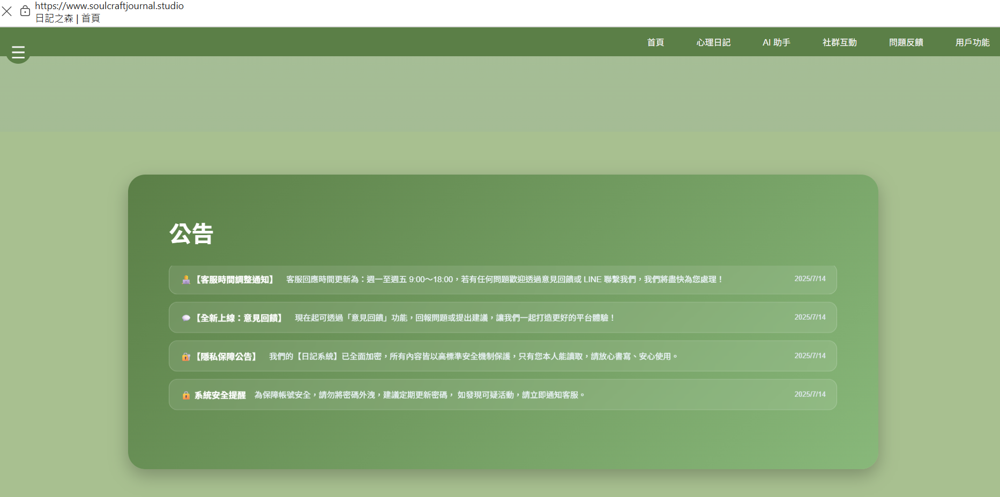 https://www.soulcraftjournal.studio
日記之森 | 首頁
首頁 心理日記 AI 助手 社群互動 問題反饋 用戶功能
公告
【客服時間調整通知】 客服回應時間更新為：週一至週五 9:00～18:00，若有任何問題歡迎透過意見回饋或 LINE 聯繫我們，我們將盡快為您處理！ 2025/7/14
【全新上線：意見回饋】 現在起可透過「意見回饋」功能，回報問題或提出建議，讓我們一起打造更好的平台體驗！ 2025/7/14
【隱私保障公告】 我們的【日記系統】已全面加密，所有內容皆以高標準安全機制保護，只有您本人能讀取，請放心書寫、安心使用。 2025/7/14
系統安全提醒 為保障帳號安全，請勿將密碼外洩，建議定期更新密碼， 如發現可疑活動，請立即通知客服。 2025/7/14